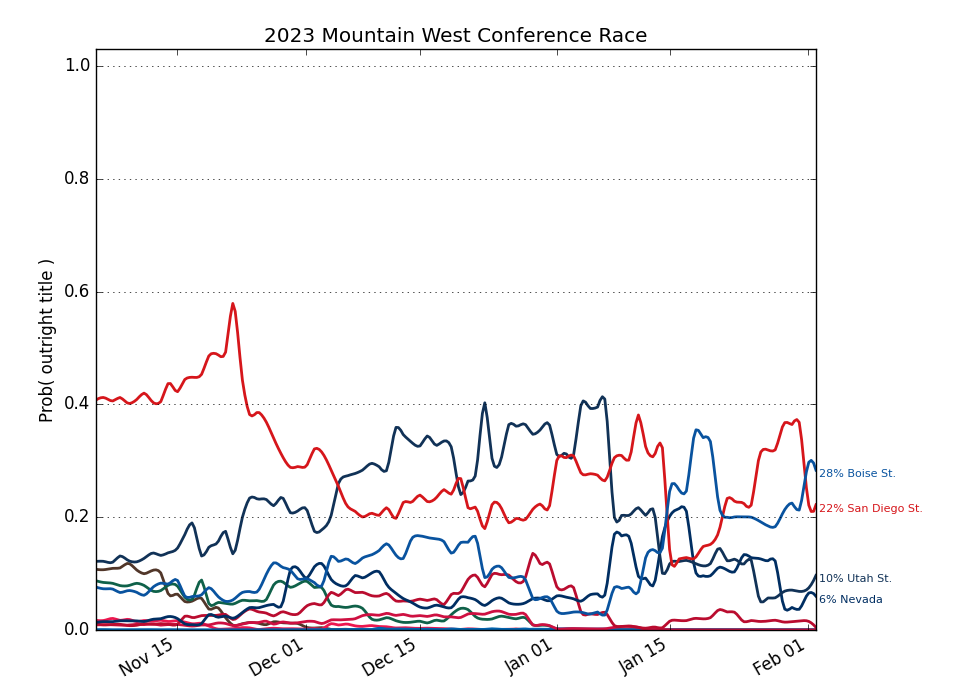 2023 Mountain West Conference Race
1.0
0.8
0.6
0.4
0.2
0.0
Prob( outright title )
28% Boise St.
22% San Diego St.
10% Utah St.
6% Nevada
Nov 15
Dec 01
Dec 15
Jan 01
Jan 15
Feb 01